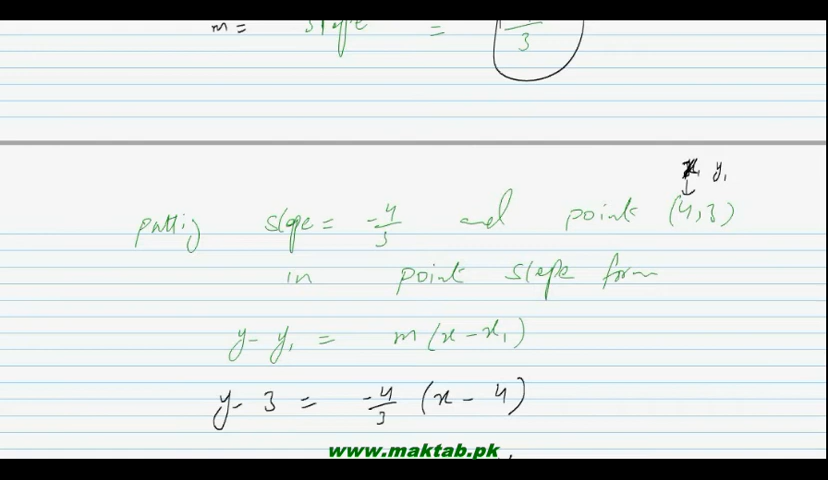 m = slope = 3
x₁ y₁
putting slope = -4/3 and point (4,3)
in point slope form
y - y₁ = m(x - x₁)
y - 3 = -4/3 (x - 4)
www.maktab.pk